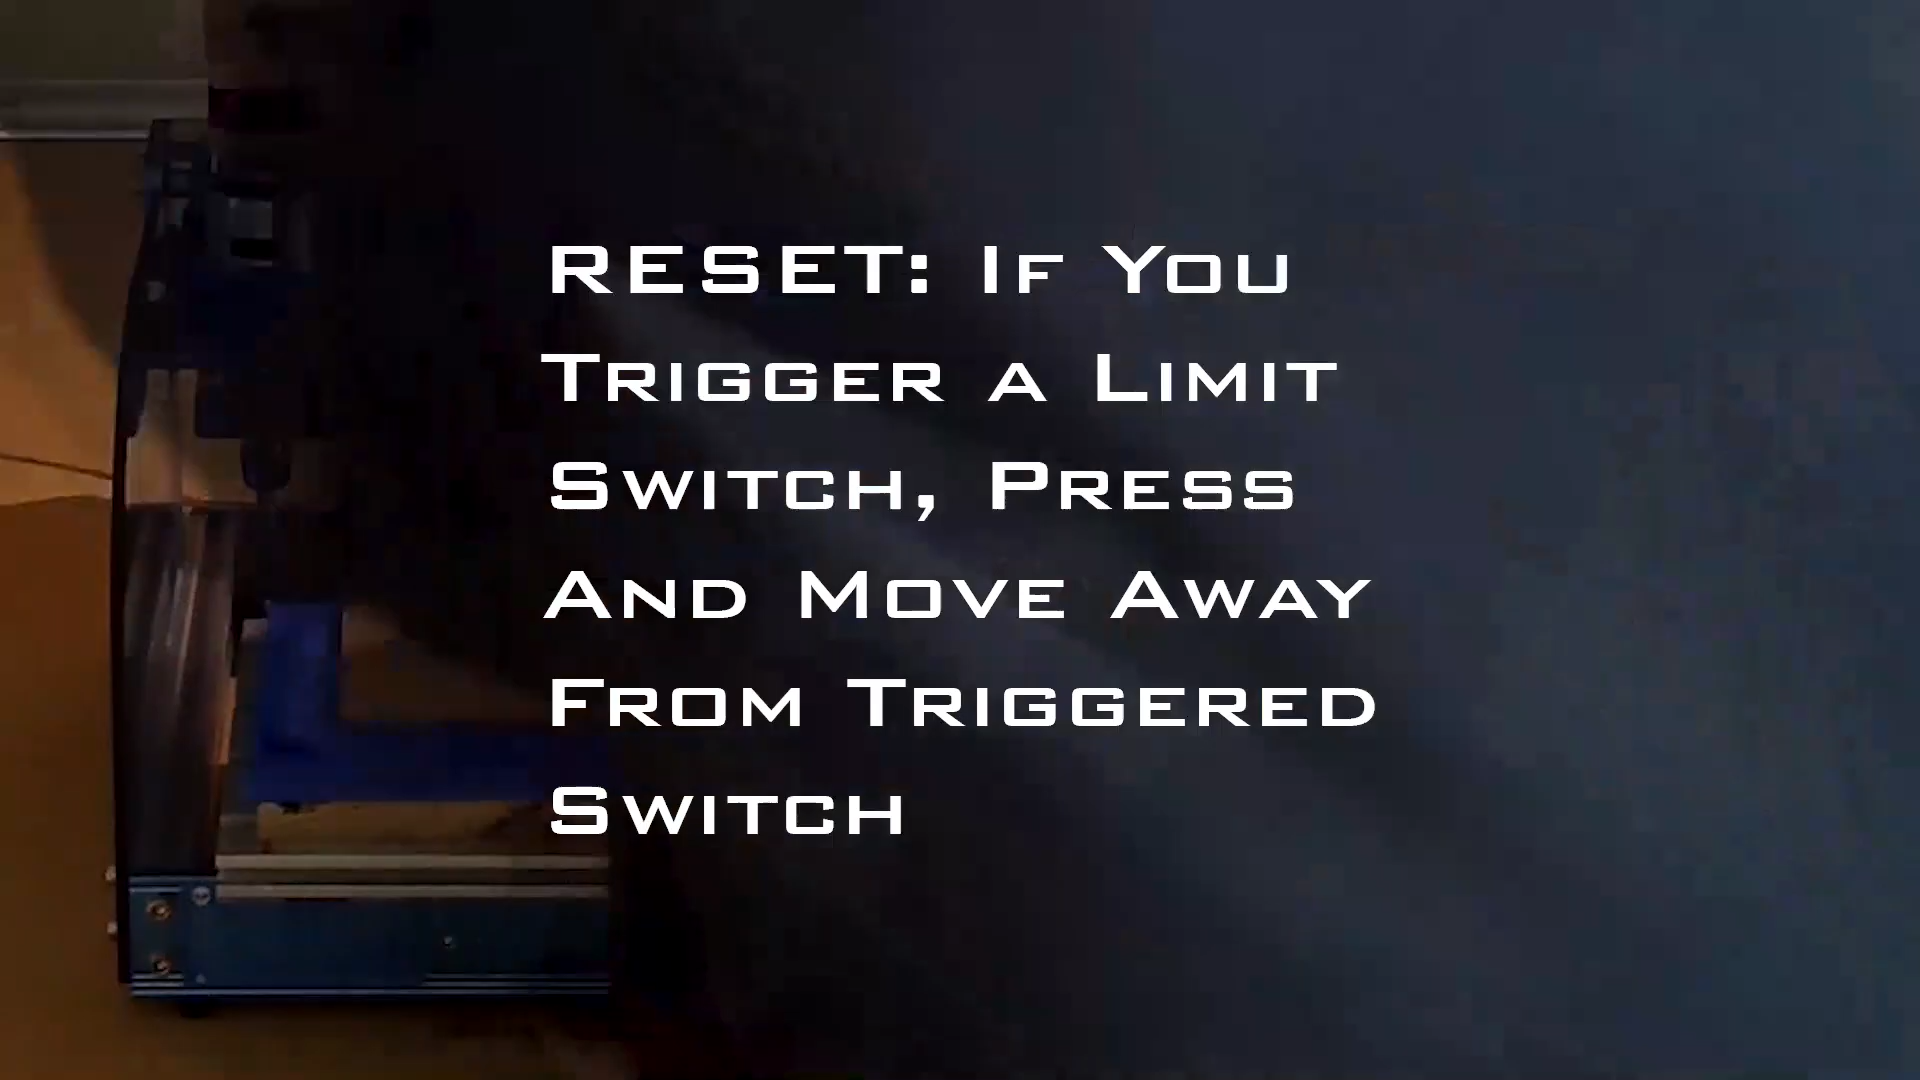 RESET: If You
Trigger a Limit
Switch, Press
And Move Away
From Triggered
Switch